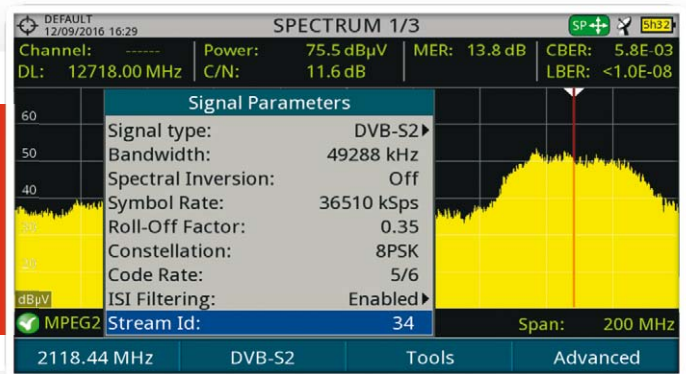 DEFAULT
12/09/2016 16:29
SPECTRUM 1/3
SP
5h32
Channel: ------
Power: 75.5 dBµV
MER: 13.8 dB
CBER: 5.8E-03
DL: 12718.00 MHz
C/N: 11.6 dB
LBER: <1.0E-08
Signal Parameters
60
Signal type: DVB-S2
50
Bandwidth: 49288 kHz
Spectral Inversion: Off
40
Symbol Rate: 36510 kSps
Roll-Off Factor: 0.35
Constellation: 8PSK
Code Rate: 5/6
dBµV
ISI Filtering: Enabled
MPEG2
Stream Id: 34
Span: 200 MHz
2118.44 MHz
DVB-S2
Tools
Advanced